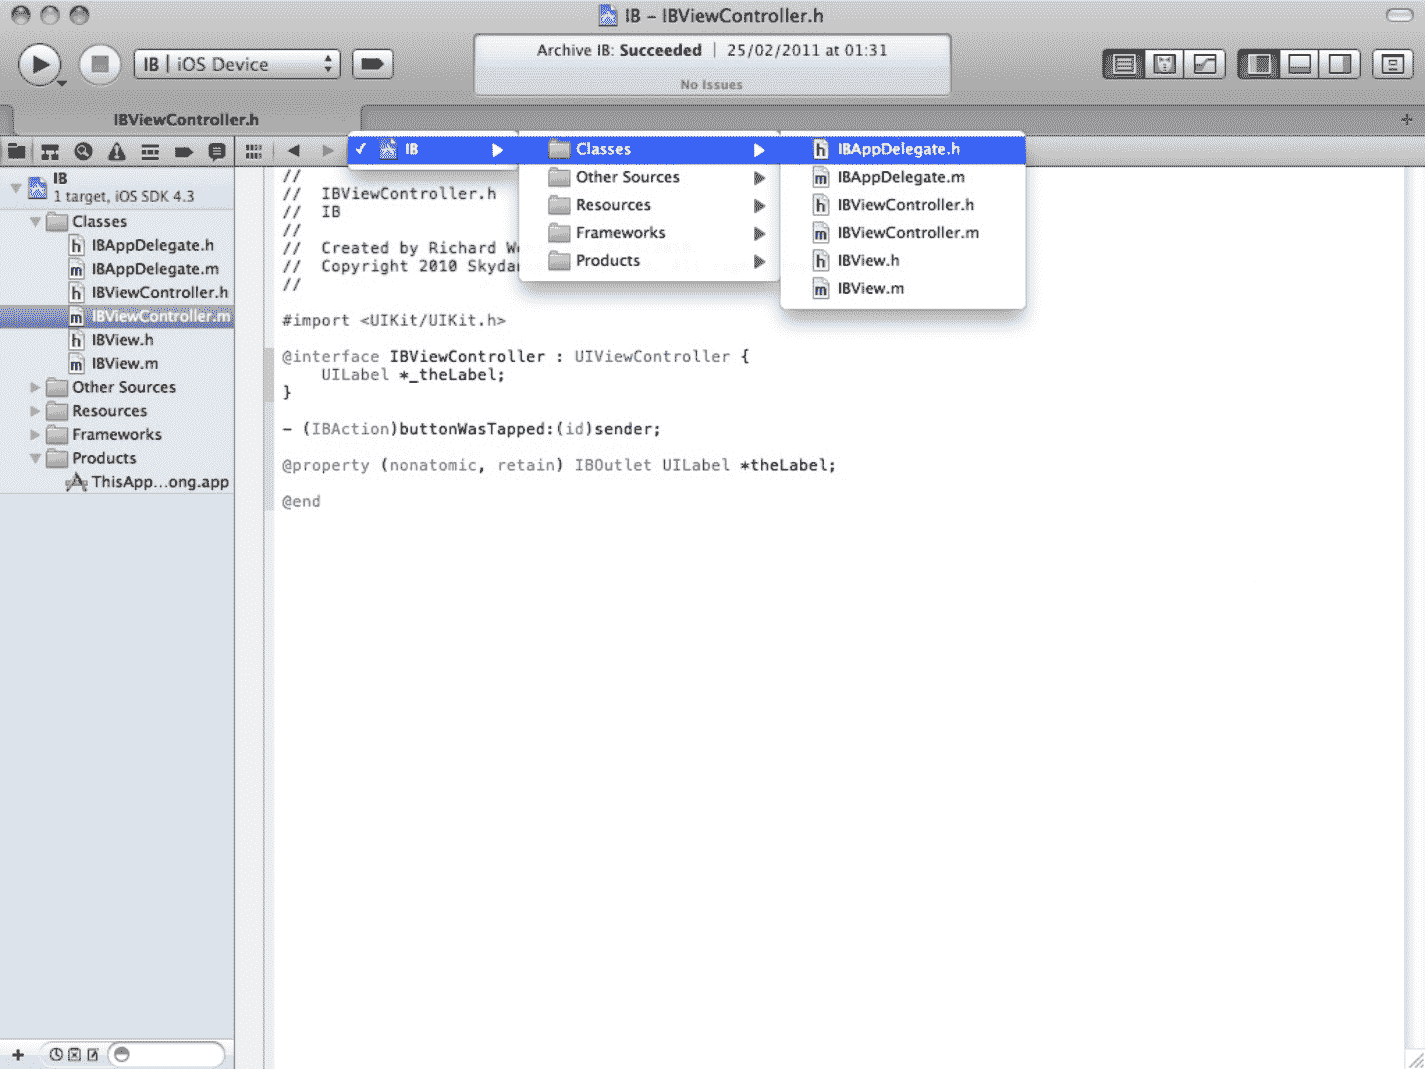 IB – IBViewController.h
IB | iOS Device
Archive IB: Succeeded | 25/02/2011 at 01:31
No Issues
IBViewController.h
IB
Classes
IBAppDelegate.h
Other Sources
IBAppDelegate.m
Resources
IBViewController.h
Frameworks
IBViewController.m
Products
IBView.h
IBView.m
IB
1 target, iOS SDK 4.3
Classes
IBAppDelegate.h
IBAppDelegate.m
IBViewController.h
IBViewController.m
IBView.h
IBView.m
Other Sources
Resources
Frameworks
Products
ThisApp...ong.app
//
// IBViewController.h
// IB
//
// Created by Richard
// Copyright 2010
//
#import <UIKit/UIKit.h>
@interface IBViewController : UIViewController {
UILabel *_theLabel;
}
- (IBAction)buttonWasTapped:(id)sender;
@property (nonatomic, retain) IBOutlet UILabel *theLabel;
@end